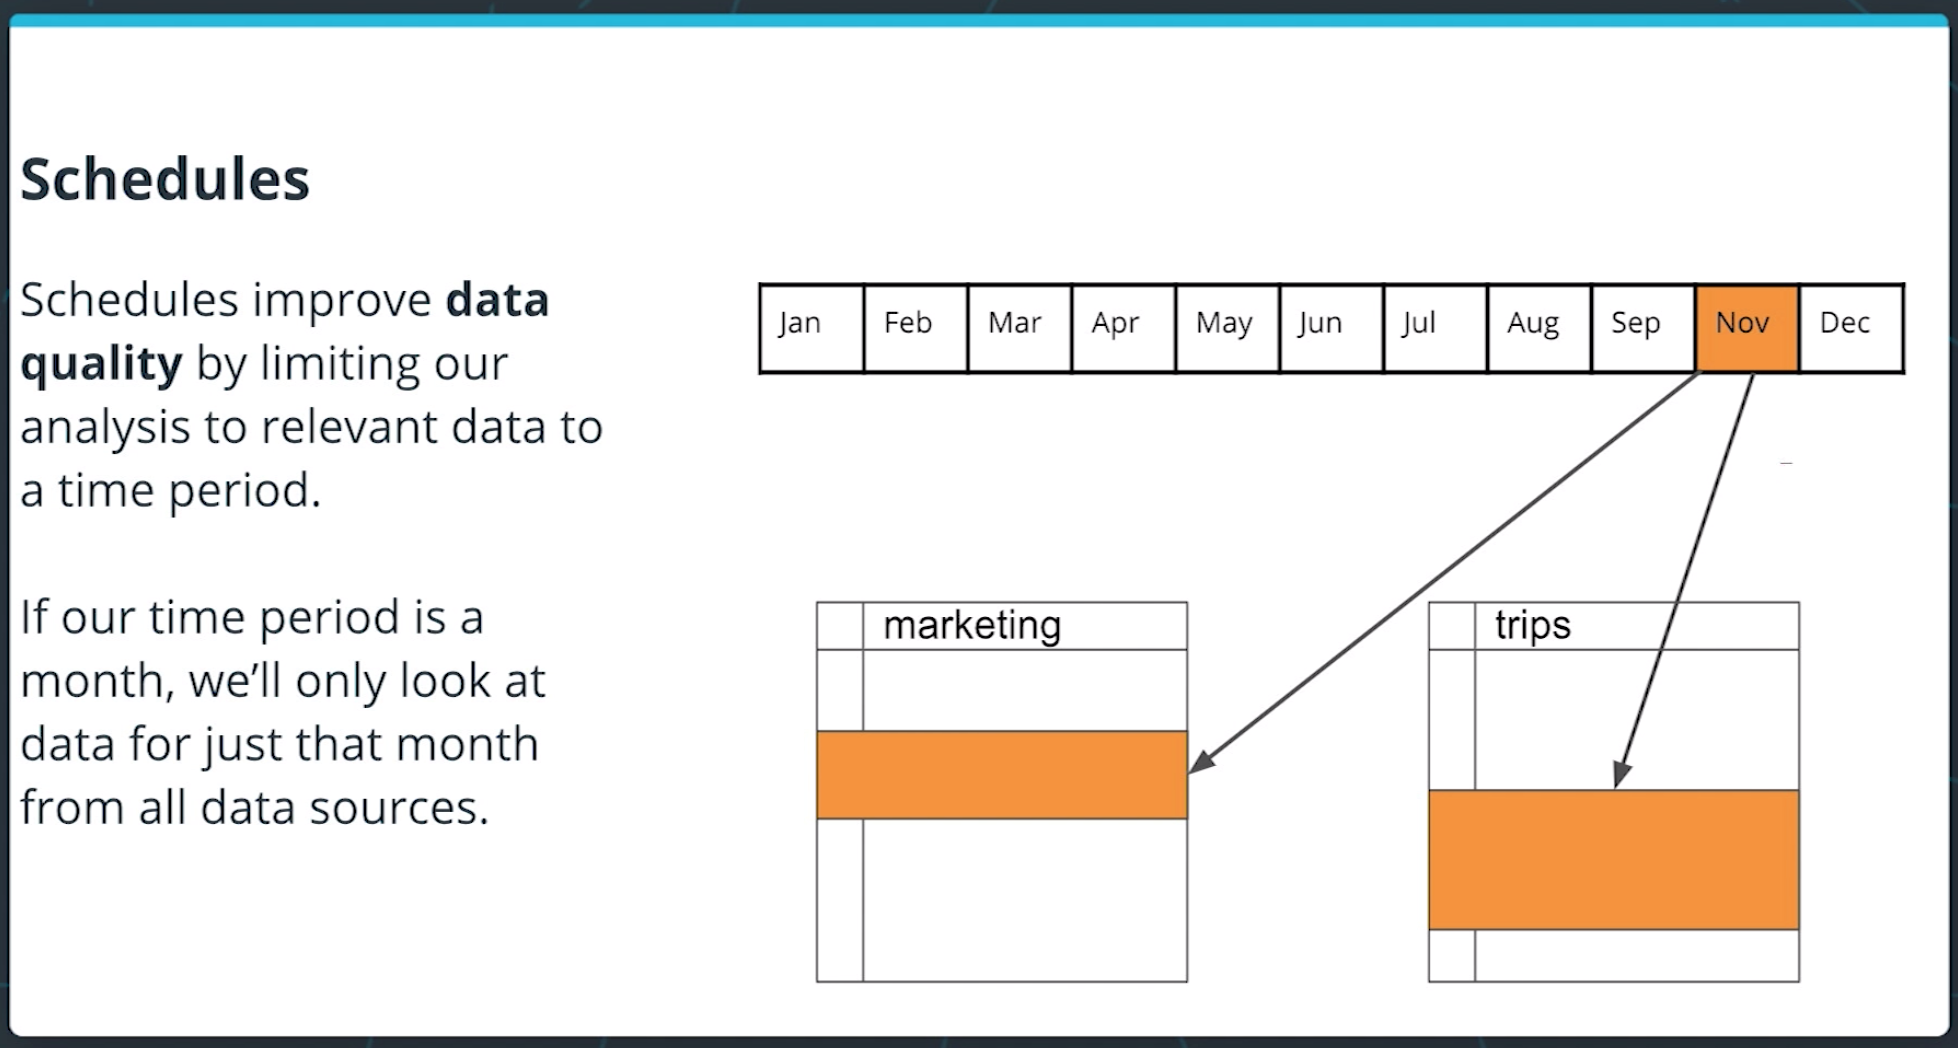 Schedules
Schedules improve data
quality by limiting our
analysis to relevant data to
a time period.
If our time period is a
month, we’ll only look at
data for just that month
from all data sources.
Jan Feb Mar Apr May Jun Jul Aug Sep Nov Dec
marketing
trips